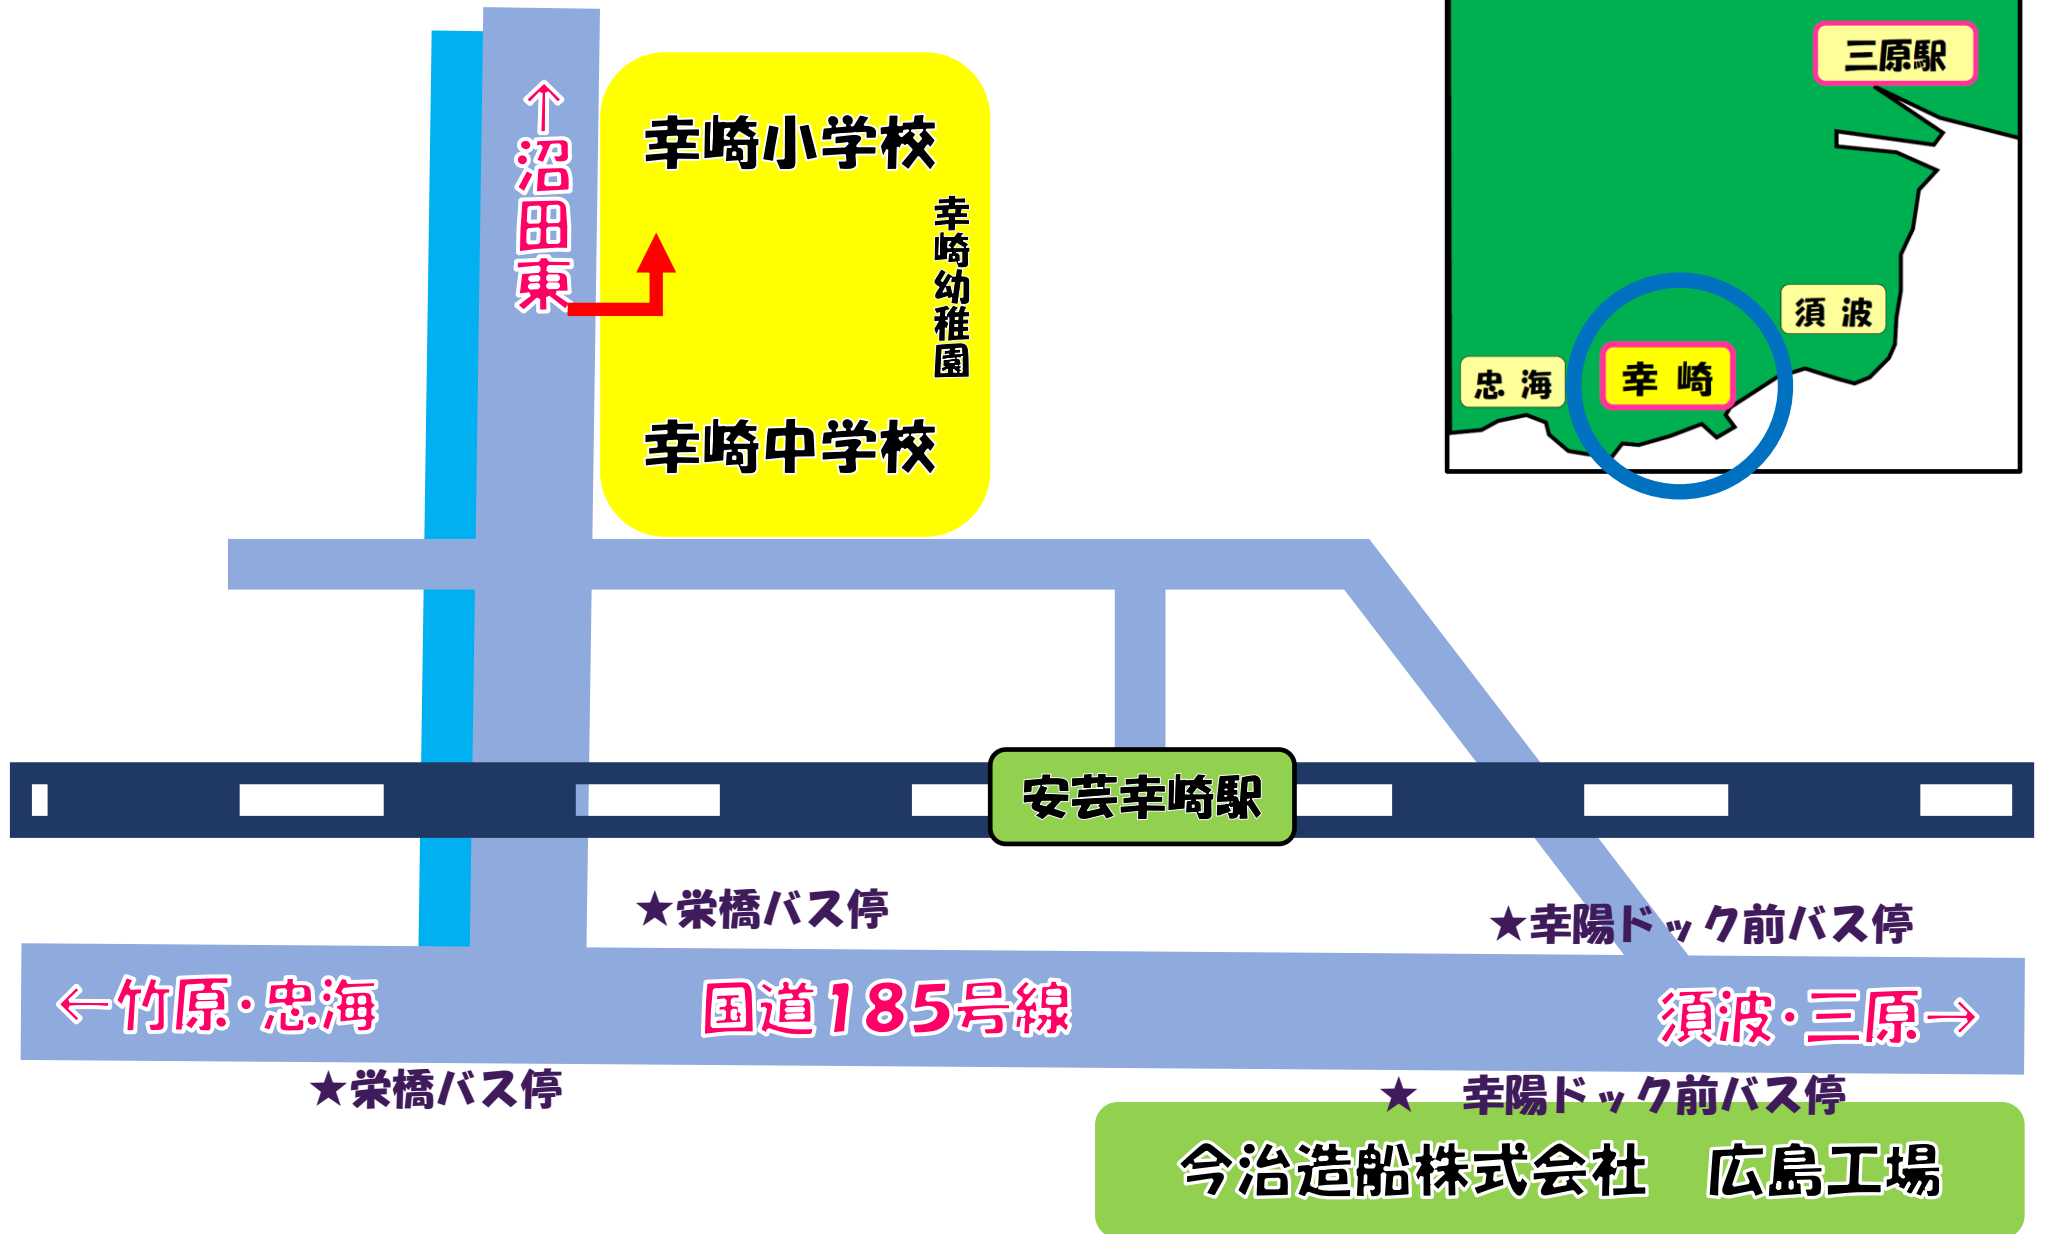 ↑沼田東
幸崎小学校
幸崎幼稚園
幸崎中学校
三原駅
須波
幸崎
忠海
安芸幸崎駅
★栄橋バス停
★幸陽ドック前バス停
←竹原・忠海
国道185号線
須波・三原→
★栄橋バス停
★ 幸陽ドック前バス停
今治造船株式会社 広島工場